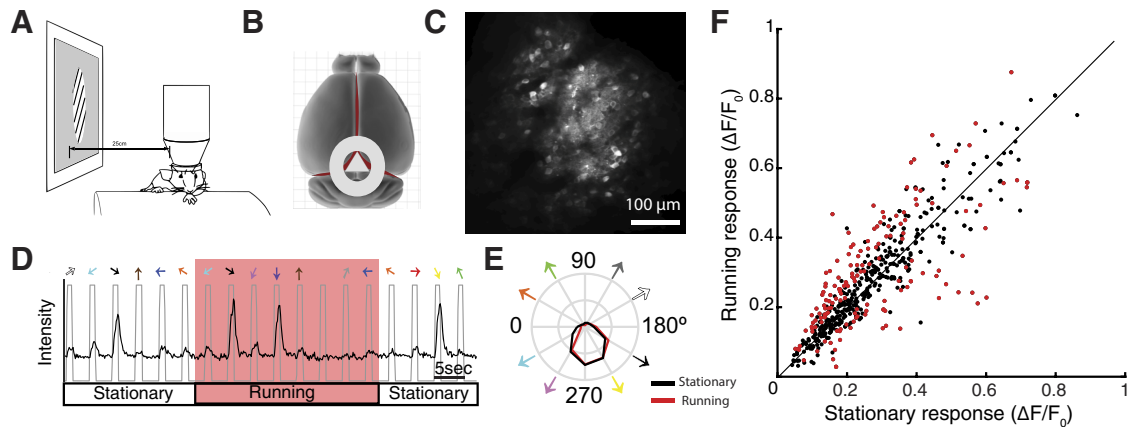 A
B
C
F
25cm
100 µm
D
Intensity
5sec
Stationary
Running
Stationary
E
90
0
180º
270
Stationary
Running
Running response (ΔF/F0)
1
0.8
0.6
0.4
0.2
0.2
0.4
0.6
0.8
1
Stationary response (ΔF/F0)